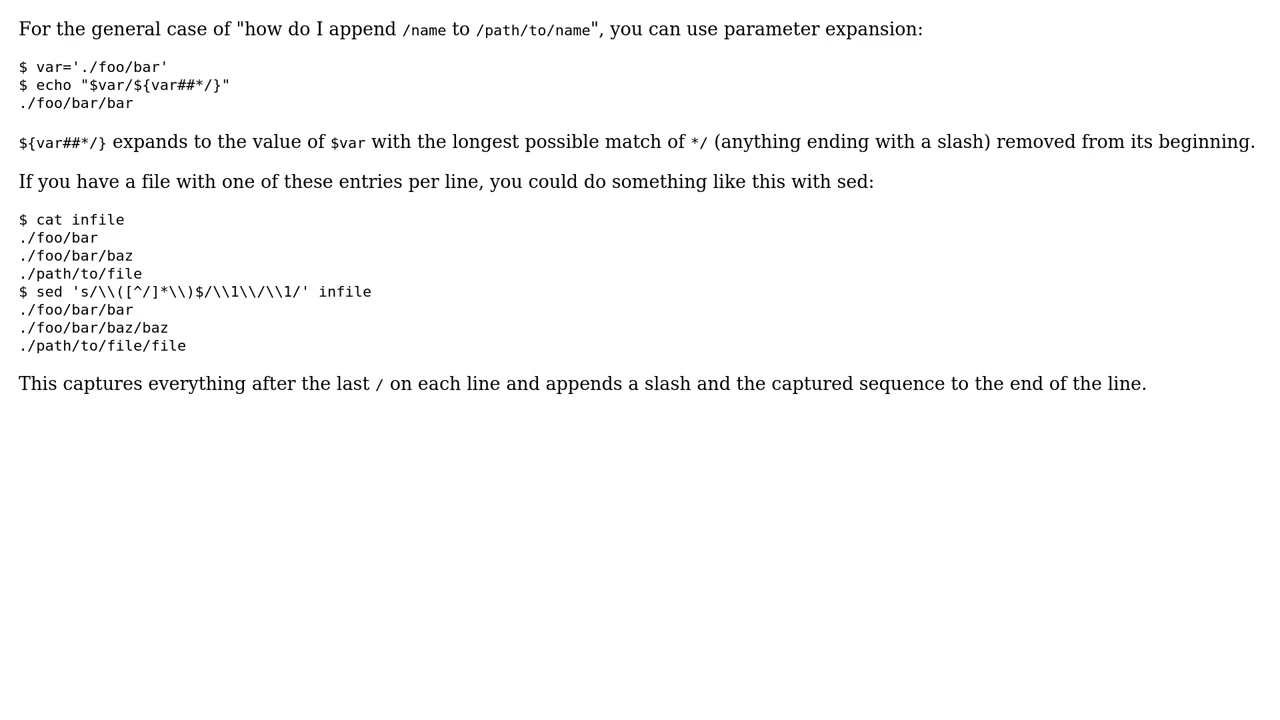 For the general case of "how do I append /name to /path/to/name", you can use parameter expansion:
$ var='./foo/bar'
$ echo "$var/${var##*/}"
./foo/bar/bar
${var##*/} expands to the value of $var with the longest possible match of */ (anything ending with a slash) removed from its beginning.
If you have a file with one of these entries per line, you could do something like this with sed:
$ cat infile
./foo/bar
./foo/bar/baz
./path/to/file
$ sed 's/\\([^/]*\\)$/\\1\\/\\1/' infile
./foo/bar/bar
./foo/bar/baz/baz
./path/to/file/file
This captures everything after the last / on each line and appends a slash and the captured sequence to the end of the line.